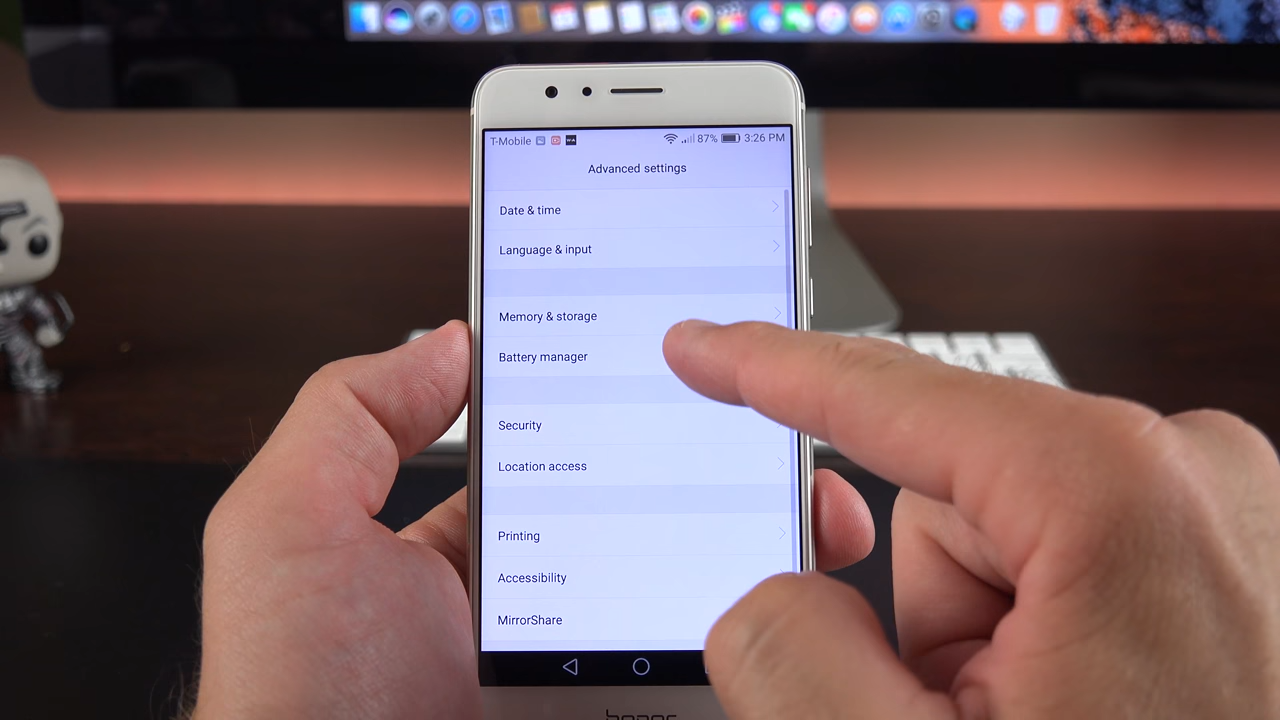 T-Mobile 87% 3:26 PM
Advanced settings
Date & time
Language & input
Memory & storage
Battery manager
Security
Location access
Printing
Accessibility
MirrorShare
honor